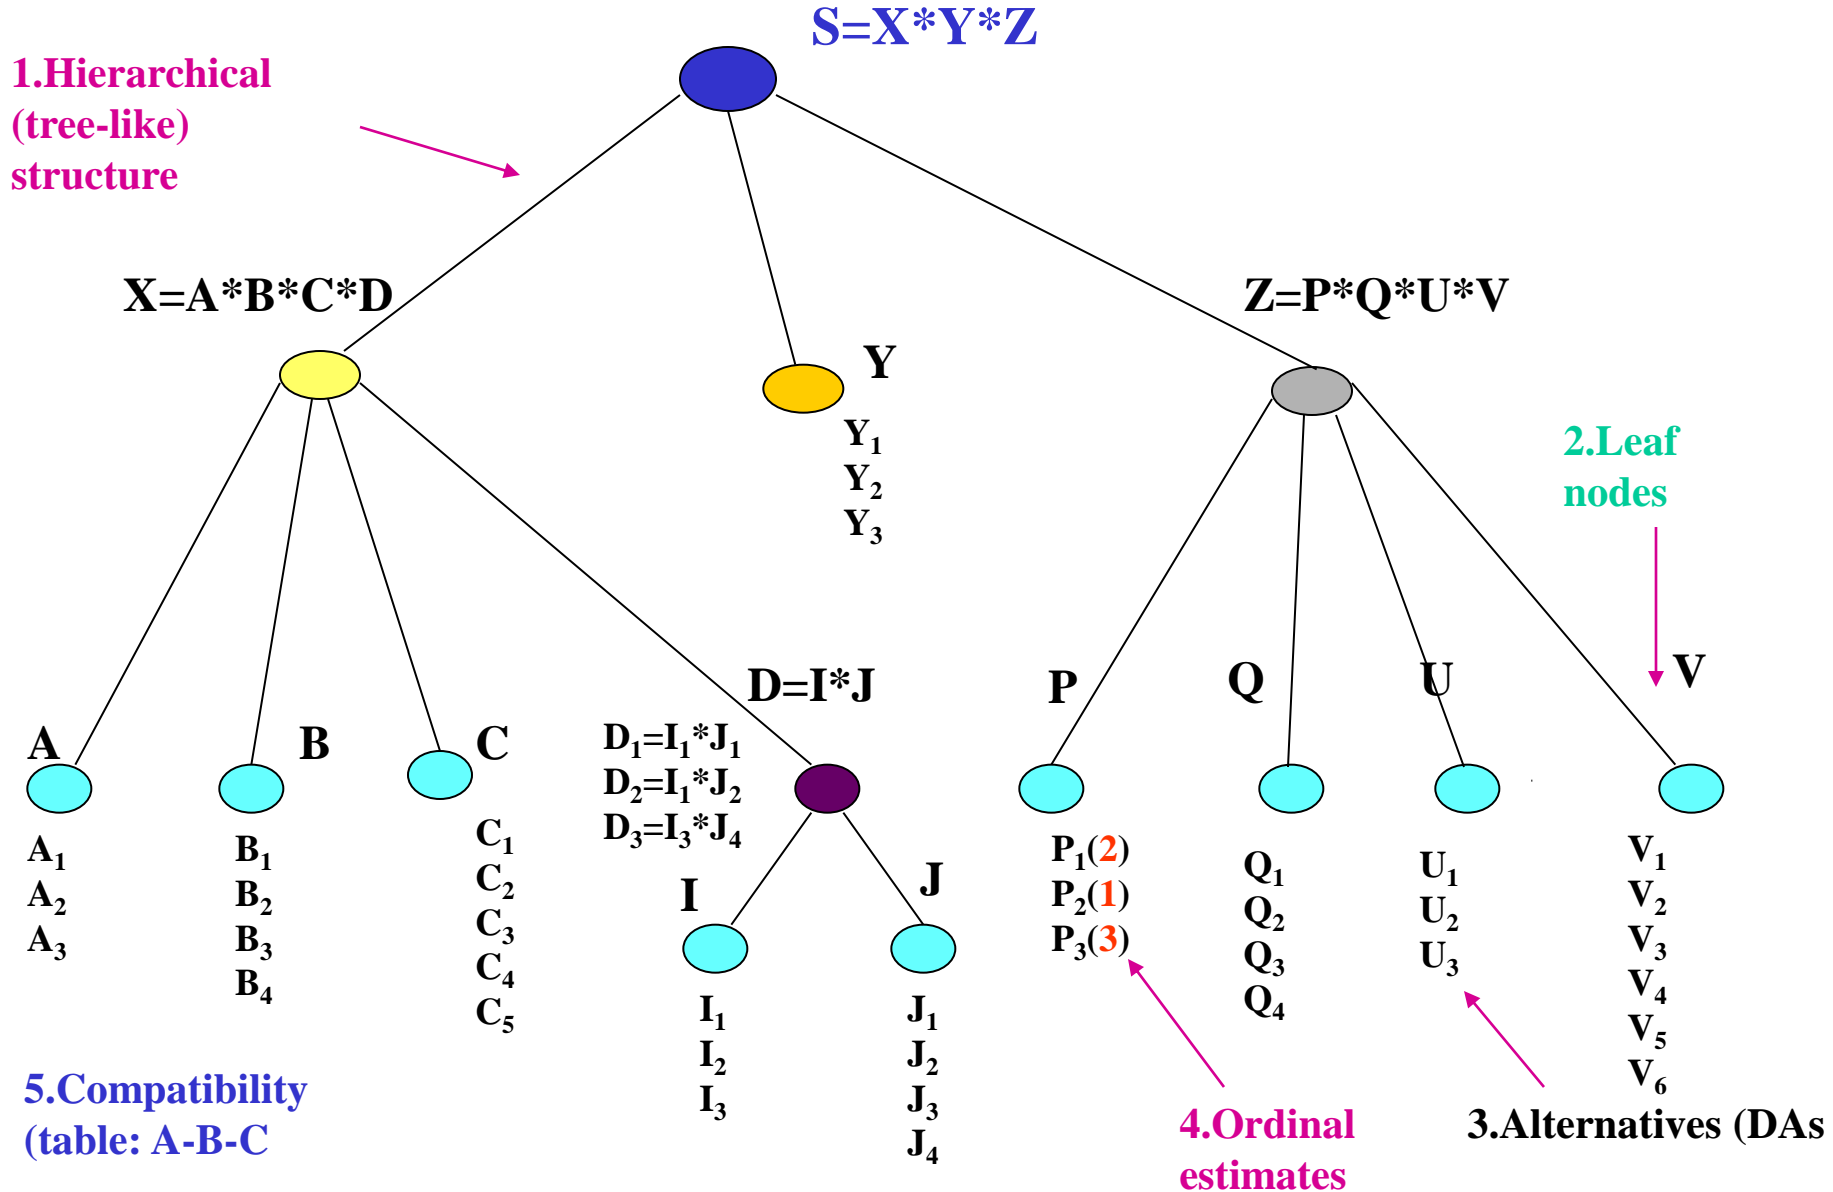 S=X*Y*Z
1.Hierarchical
(tree-like)
structure
X=A*B*C*D
Z=P*Q*U*V
Y
Y1
Y2
Y3
2.Leaf
nodes
D=I*J
D1=I1*J1
D2=I1*J2
D3=I3*J4
A
A1
A2
A3
B
B1
B2
B3
B4
C
C1
C2
C3
C4
C5
I
I1
I2
I3
J
J1
J2
J3
J4
P
P1(2)
P2(1)
P3(3)
Q
Q1
Q2
Q3
Q4
U
U1
U2
U3
V
V1
V2
V3
V4
V5
V6
5.Compatibility
(table: A-B-C
4.Ordinal
estimates
3.Alternatives (DAs